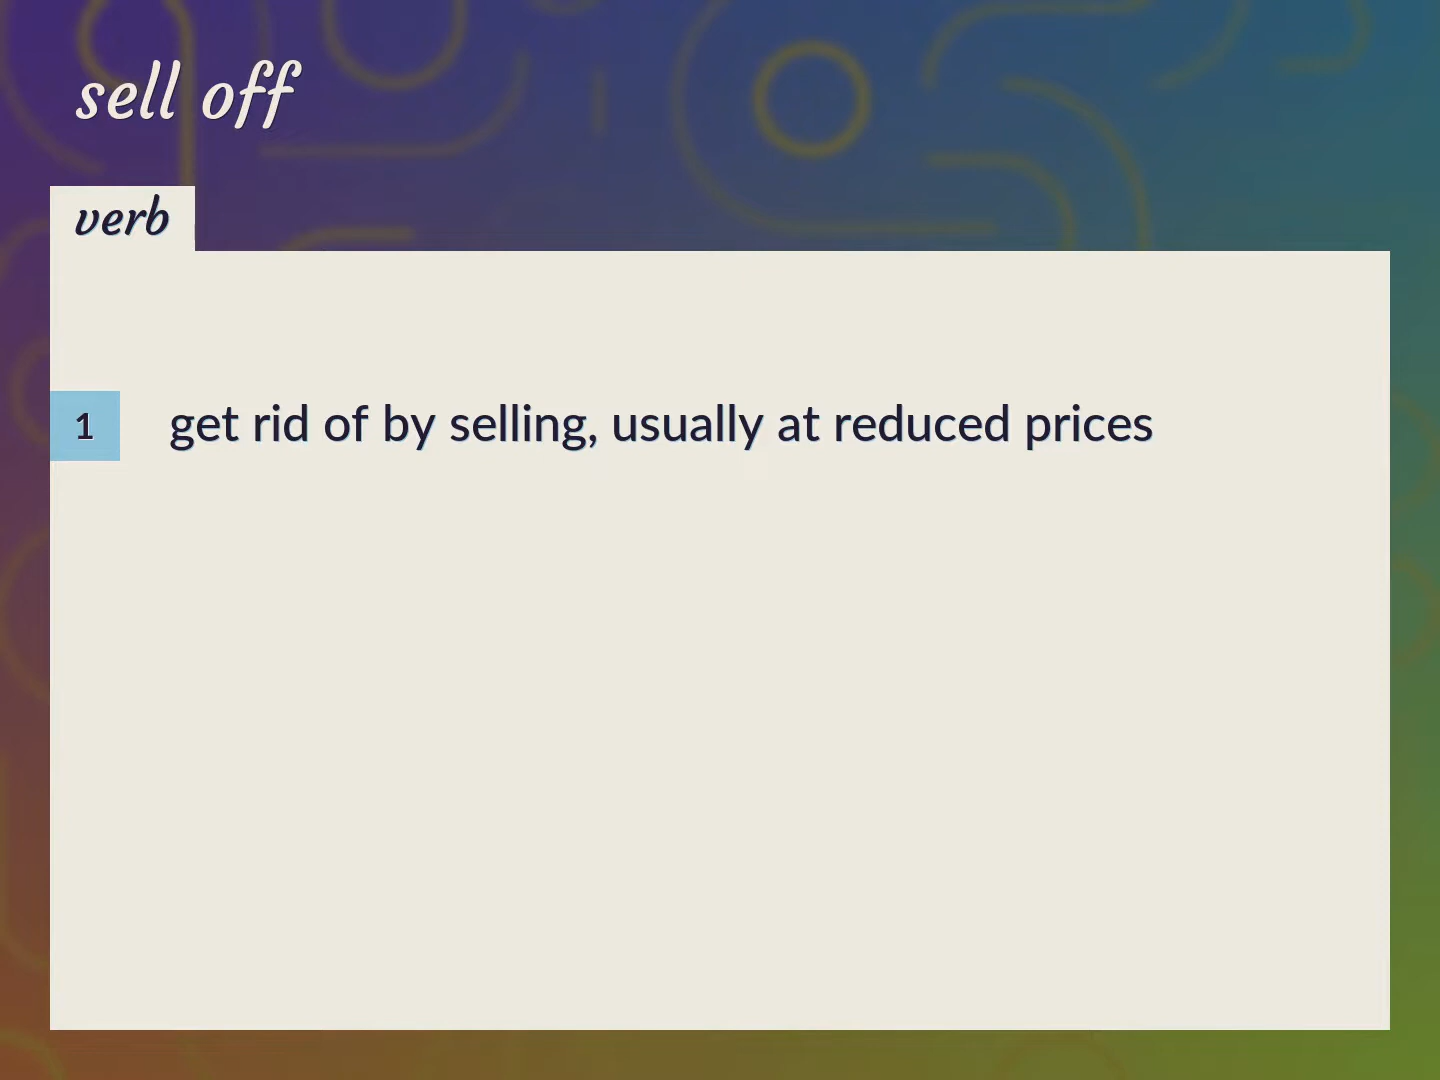 sell off
verb
1 get rid of by selling, usually at reduced prices